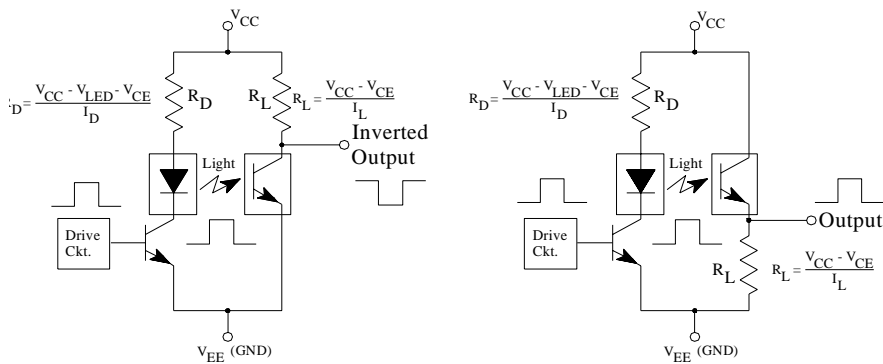 VCC
RD = VCC - VLED - VCE
ID
RD
RL
RL = VCC - VCE
IL
Inverted
Output
Light
Drive
Ckt.
VEE (GND)
VCC
RD = VCC - VLED - VCE
ID
RD
Light
Output
Drive
Ckt.
RL
RL = VCC - VCE
IL
VEE (GND)